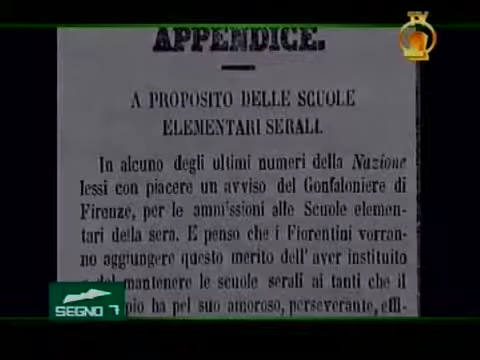 TV
APPENDICE.
A PROPOSITO DELLE SCUOLE
ELEMENTARI SERALI.
In alcuno degli ultimi numeri della Nazione
lessi con piacere un avviso del Gonfaloniere di
Firenze, per le ammissioni alle Scuole elemen-
tari della sera. E penso che i Fiorentini vorran-
no aggiungere questo merito dell'aver instituito
mantenere le scuole serali ai tanti che il
ha pel suo amoroso, perseverante, effi-
SEGNO 7